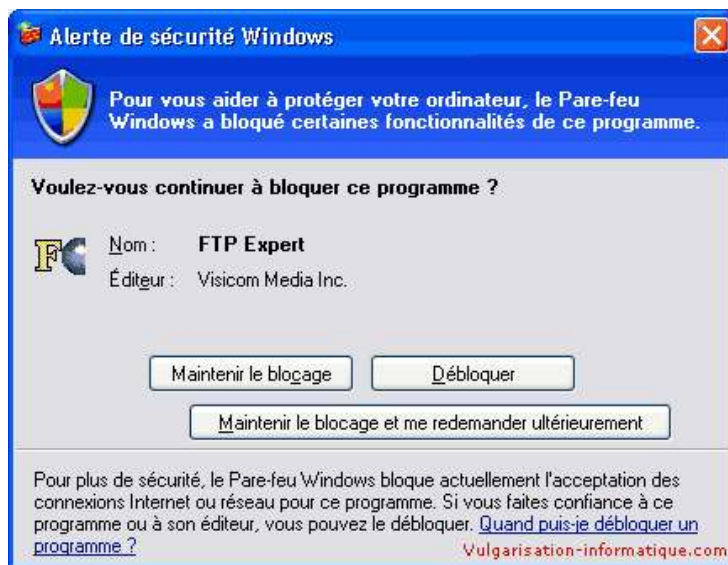 Alerte de sécurité Windows
Pour vous aider à protéger votre ordinateur, le Pare-feu
Windows a bloqué certaines fonctionnalités de ce programme.
Voulez-vous continuer à bloquer ce programme ?
FC
Nom : FTP Expert
Éditeur : Visicom Media Inc.
Maintenir le blocage Débloquer
Maintenir le blocage et me redemander ultérieurement
Pour plus de sécurité, le Pare-feu Windows bloque actuellement l'acceptation des
connexions Internet ou réseau pour ce programme. Si vous faites confiance à ce
programme ou à son éditeur, vous pouvez le débloquer. Quand puis-je débloquer un
programme ?
Vulgarisation-informatique.com